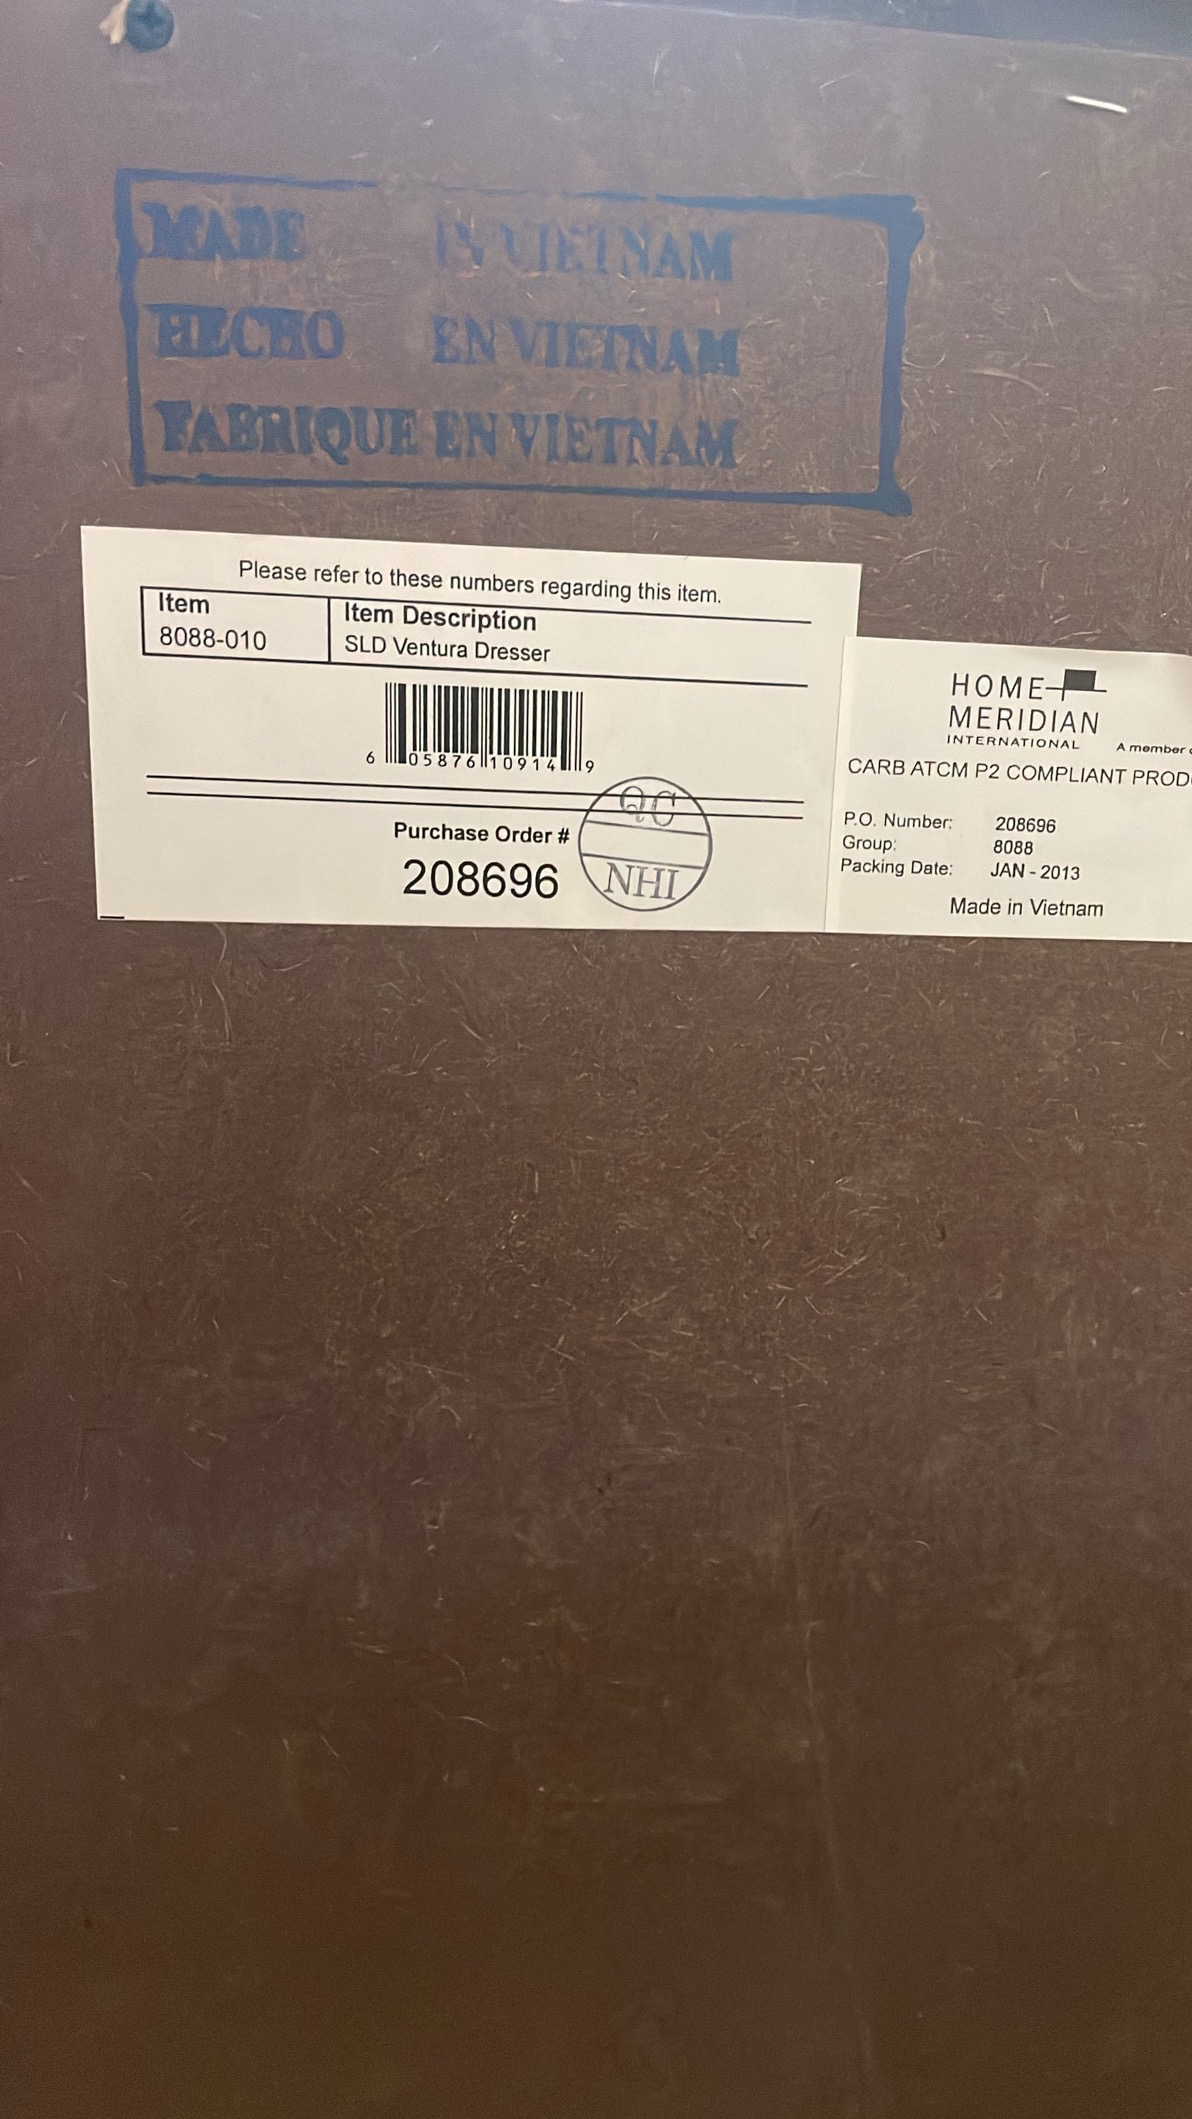 MADE IN VIETNAM
HECHO EN VIETNAM
FABRIQUE EN VIETNAM
Please refer to these numbers regarding this item.
Item
8088-010
Item Description
SLD Ventura Dresser
6 05876 10914 9
Purchase Order #
208696
QC
NHI
HOME
MERIDIAN
INTERNATIONAL
A member
CARB ATCM P2 COMPLIANT
P.O. Number: 208696
Group: 8088
Packing Date: JAN - 2013
Made in Vietnam